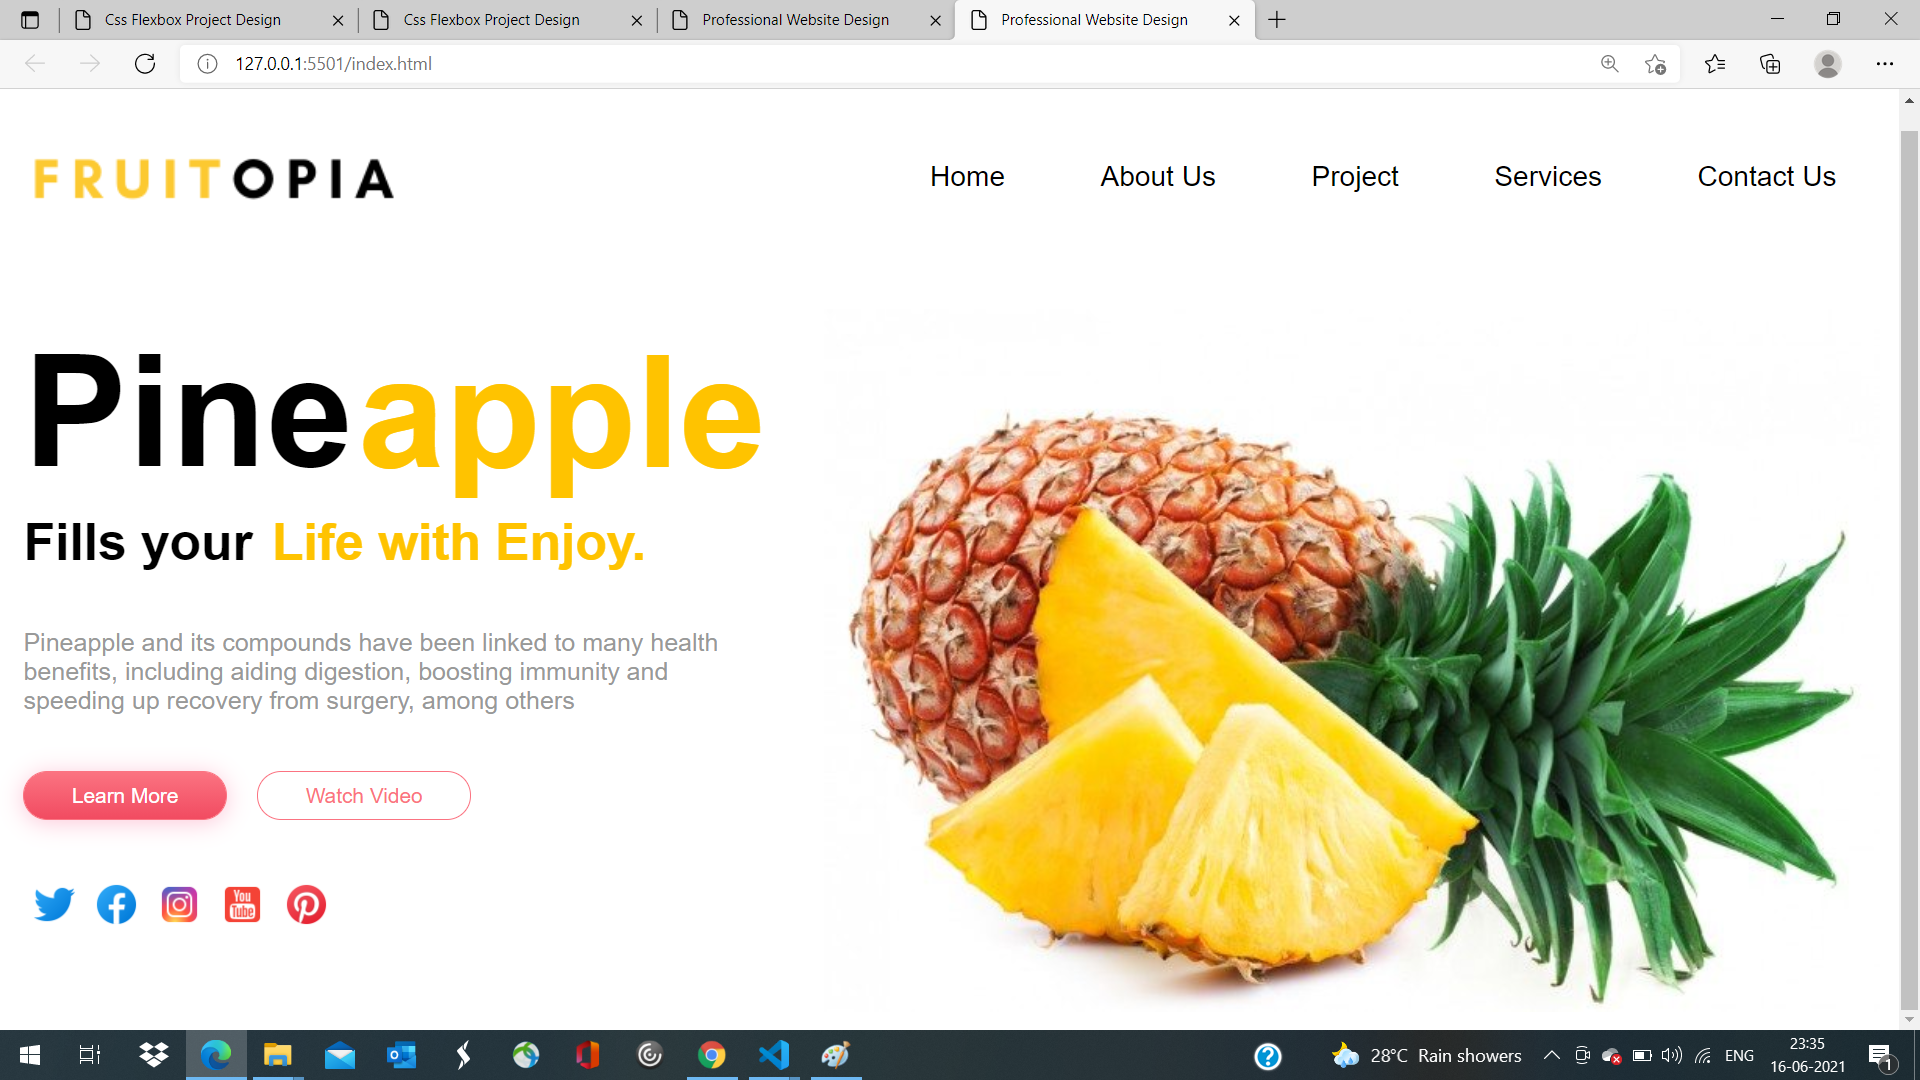 Css Flexbox Project Design
Css Flexbox Project Design
Professional Website Design
Professional Website Design
127.0.0.1:5501/index.html
FRUITOPIA
Home
About Us
Project
Services
Contact Us
Pineapple
Fills your Life with Enjoy.
Pineapple and its compounds have been linked to many health
benefits, including aiding digestion, boosting immunity and
speeding up recovery from surgery, among others
Learn More
Watch Video
You
Tube
28°C Rain showers
ENG
23:35
16-06-2021
1